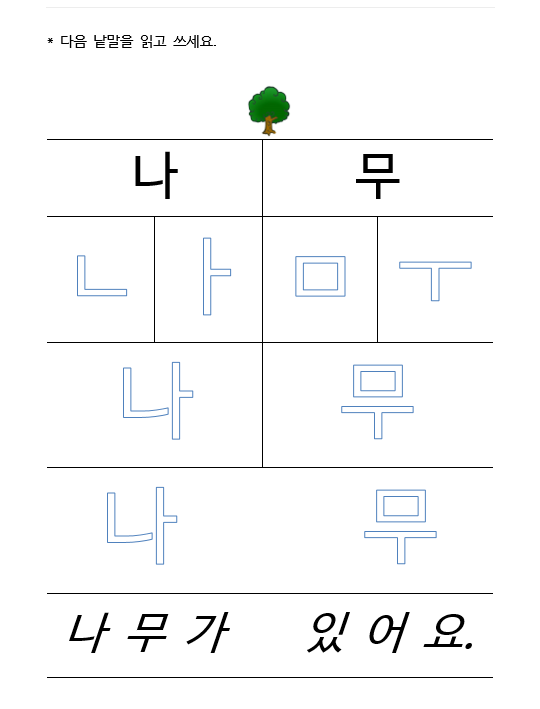 * 다음 낱말을 읽고 쓰세요.
나 무
ㄴ ㅏ ㅁ ㅜ
나 무
나 무
나 무 가 있 어 요.